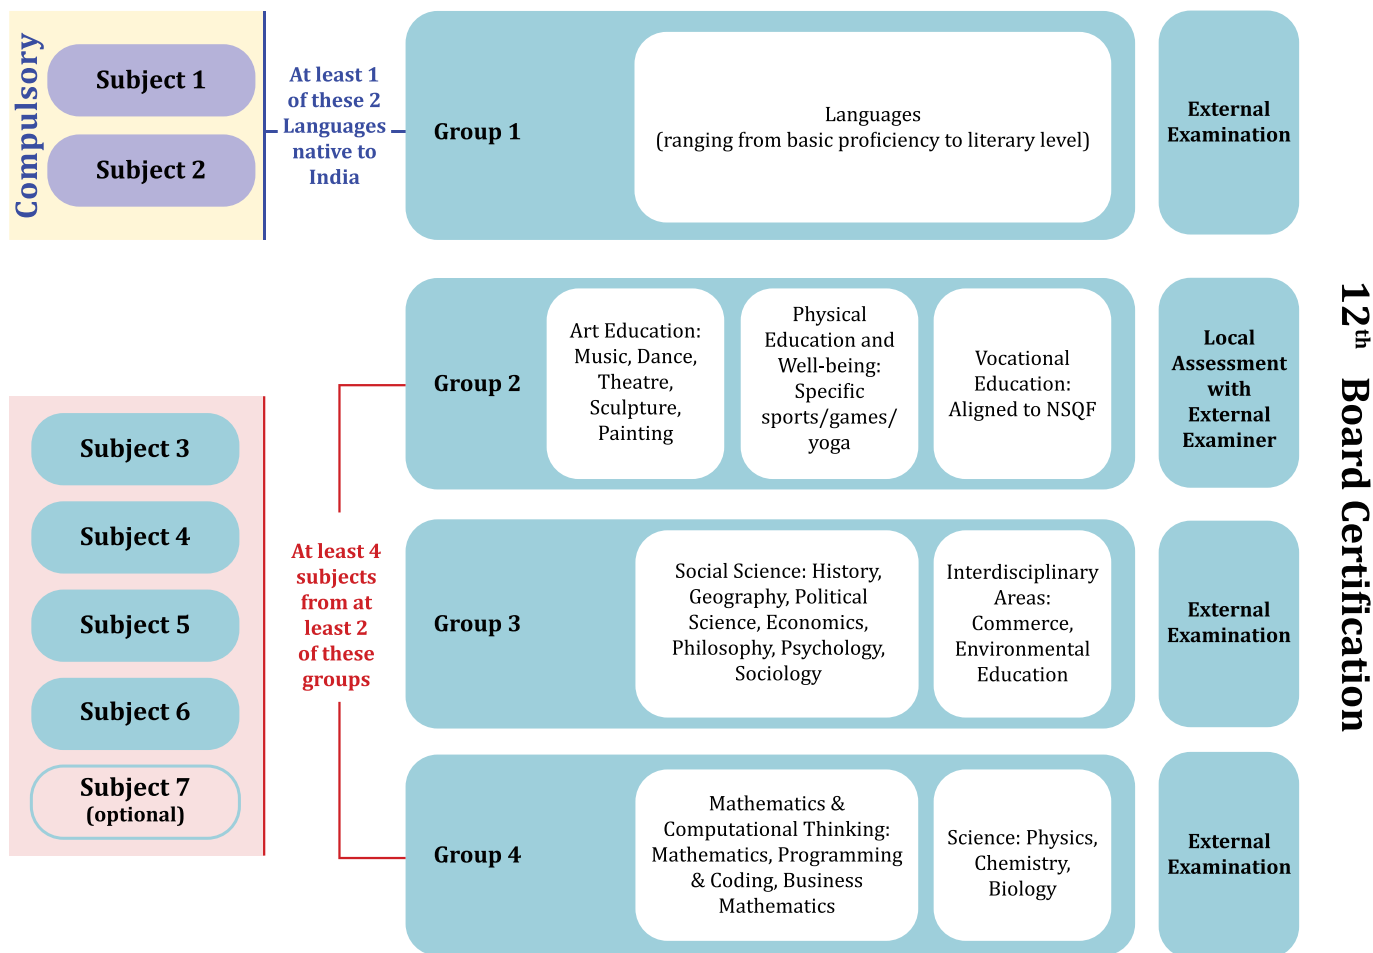 Compulsory
Subject 1
Subject 2
At least 1
of these 2
Languages
native to
India
Group 1
Languages
(ranging from basic proficiency to literary level)
External
Examination
Subject 3
Subject 4
Subject 5
Subject 6
Subject 7
(optional)
At least 4
subjects
from at
least 2
of these
groups
Group 2
Art Education:
Music, Dance,
Theatre,
Sculpture,
Painting
Physical
Education and
Well-being:
Specific
sports/games/
yoga
Vocational
Education:
Aligned to NSQF
Local
Assessment
with
External
Examiner
Group 3
Social Science: History,
Geography, Political
Science, Economics,
Philosophy, Psychology,
Sociology
Interdisciplinary
Areas:
Commerce,
Environmental
Education
External
Examination
Group 4
Mathematics &
Computational Thinking:
Mathematics, Programming
& Coding, Business
Mathematics
Science: Physics,
Chemistry,
Biology
External
Examination
12th Board Certification